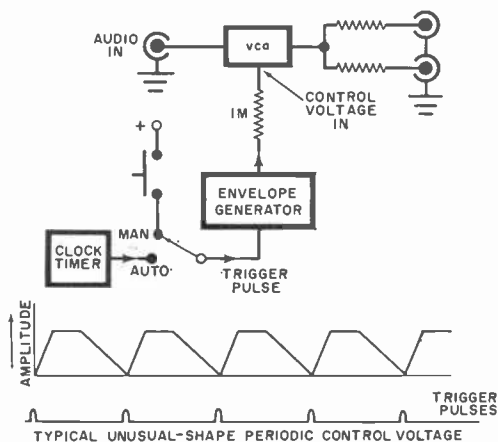 AUDIO
IN
vca
CONTROL
VOLTAGE
IN
1M
+
ENVELOPE
GENERATOR
MAN
CLOCK
TIMER
AUTO
TRIGGER
PULSE
AMPLITUDE
TRIGGER
PULSES
TYPICAL UNUSUAL-SHAPE PERIODIC CONTROL VOLTAGE